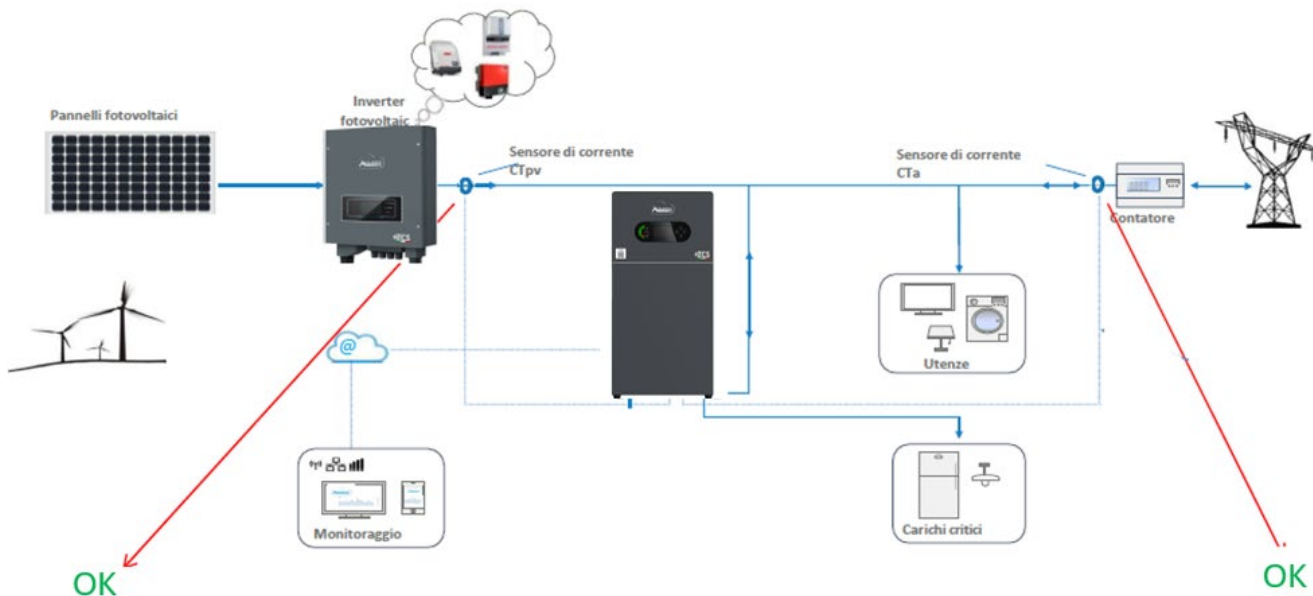 Pannelli fotovoltaici
Inverter
fotovoltaic
Sensore di corrente
CTpv
Sensore di corrente
CTa
Contatore
@
Utenze
Monitoraggio
Carichi critici
OK
OK